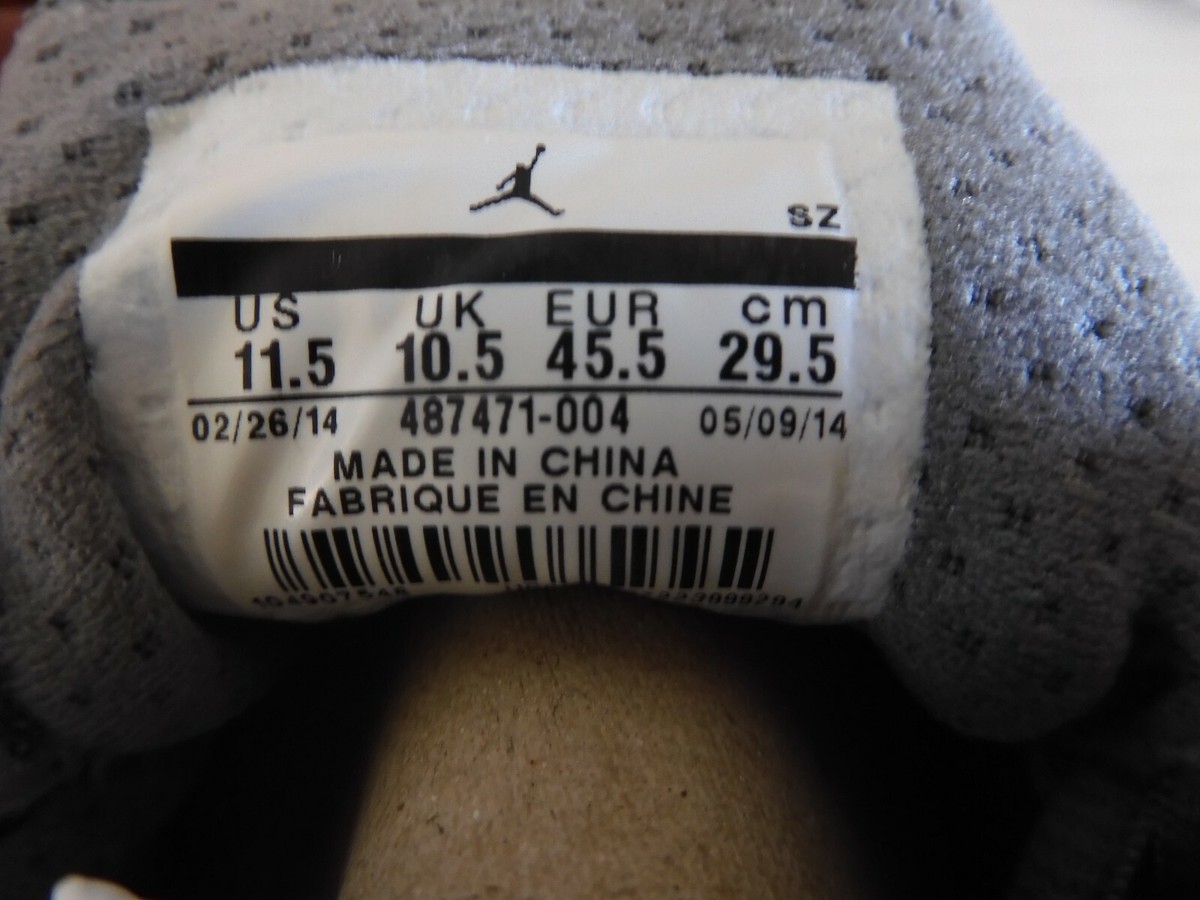 SZ
US UK EUR cm
11.5 10.5 45.5 29.5
02/26/14 487471-004 05/09/14
MADE IN CHINA
FABRIQUE EN CHINE